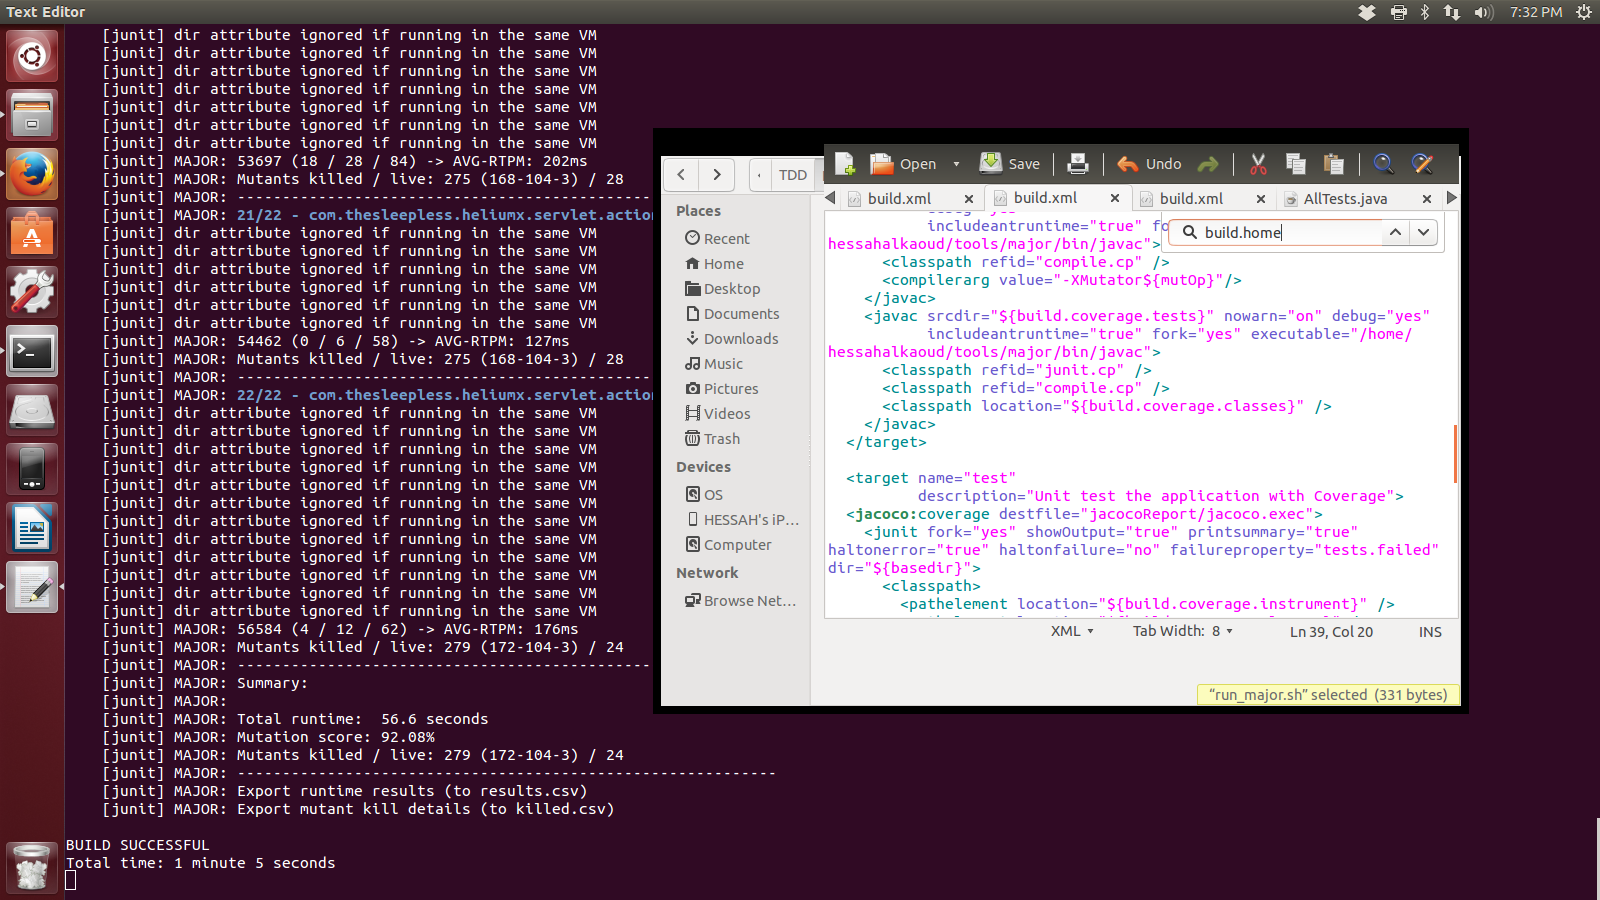 Text Editor
7:32 PM
[junit] dir attribute ignored if running in the same VM
[junit] dir attribute ignored if running in the same VM
[junit] dir attribute ignored if running in the same VM
[junit] dir attribute ignored if running in the same VM
[junit] dir attribute ignored if running in the same VM
[junit] dir attribute ignored if running in the same VM
[junit] dir attribute ignored if running in the same VM
[junit] MAJOR: 53697 (18 / 28 / 84) -> AVG-RTPM: 202ms
[junit] MAJOR: Mutants killed / live: 275 (168-104-3) / 28
[junit] MAJOR: ----------------------------------------------
[junit] MAJOR: 21/22 - com.thesleepless.heliumx.servlet.action
[junit] dir attribute ignored if running in the same VM
[junit] dir attribute ignored if running in the same VM
[junit] dir attribute ignored if running in the same VM
[junit] dir attribute ignored if running in the same VM
[junit] dir attribute ignored if running in the same VM
[junit] dir attribute ignored if running in the same VM
[junit] MAJOR: 54462 (0 / 6 / 58) -> AVG-RTPM: 127ms
[junit] MAJOR: Mutants killed / live: 275 (168-104-3) / 28
[junit] MAJOR: ----------------------------------------------
[junit] MAJOR: 22/22 - com.thesleepless.heliumx.servlet.action
[junit] dir attribute ignored if running in the same VM
[junit] dir attribute ignored if running in the same VM
[junit] dir attribute ignored if running in the same VM
[junit] dir attribute ignored if running in the same VM
[junit] dir attribute ignored if running in the same VM
[junit] dir attribute ignored if running in the same VM
[junit] dir attribute ignored if running in the same VM
[junit] dir attribute ignored if running in the same VM
[junit] dir attribute ignored if running in the same VM
[junit] dir attribute ignored if running in the same VM
[junit] dir attribute ignored if running in the same VM
[junit] dir attribute ignored if running in the same VM
[junit] MAJOR: 56584 (4 / 12 / 62) -> AVG-RTPM: 176ms
[junit] MAJOR: Mutants killed / live: 279 (172-104-3) / 24
[junit] MAJOR: ----------------------------------------------
[junit] MAJOR: Summary:
[junit] MAJOR:
[junit] MAJOR: Total runtime:  56.6 seconds
[junit] MAJOR: Mutation score: 92.08%
[junit] MAJOR: Mutants killed / live: 279 (172-104-3) / 24
[junit] MAJOR: ------------------------------------------------------------
[junit] MAJOR: Export runtime results (to results.csv)
[junit] MAJOR: Export mutant kill details (to killed.csv)
BUILD SUCCESSFUL
Total time: 1 minute 5 seconds
TDD
Places
Recent
Home
Desktop
Documents
Downloads
Music
Pictures
Videos
Trash
Devices
OS
HESSAH's iP...
Computer
Network
Browse Net...
Open Save Undo
build.xml build.xml build.xml AllTests.java
build.home
includeantruntime="true" fo
hessahalkaoud/tools/major/bin/javac">
<classpath refid="compile.cp" />
<compilerarg value="-XMutator${mutOp}"/>
</javac>
<javac srcdir="${build.coverage.tests}" nowarn="on" debug="yes"
includeantruntime="true" fork="yes" executable="/home/
hessahalkaoud/tools/major/bin/javac">
<classpath refid="junit.cp" />
<classpath refid="compile.cp" />
<classpath location="${build.coverage.classes}" />
</javac>
</target>
<target name="test"
description="Unit test the application with Coverage">
<jacoco:coverage destfile="jacocoReport/jacoco.exec">
<junit fork="yes" showOutput="true" printsummary="true"
haltonerror="true" haltonfailure="no" failureproperty="tests.failed"
dir="${basedir}">
<classpath>
<pathelement location="${build.coverage.instrument}" />
XML Tab Width: 8 Ln 39, Col 20 INS
“run_major.sh” selected (331 bytes)